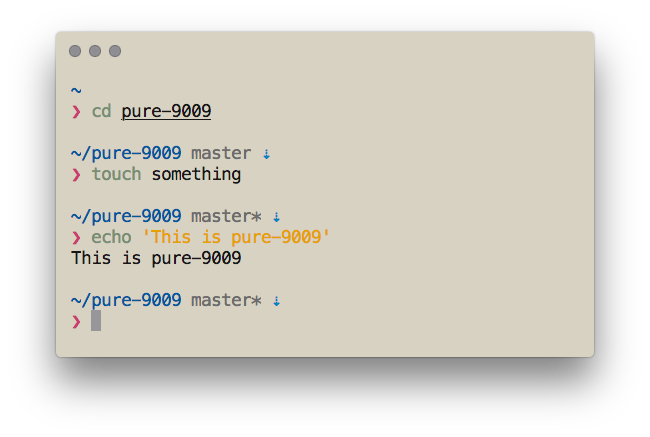 ~
❯ cd pure-9009
~/pure-9009 master ⇣
❯ touch something
~/pure-9009 master* ⇣
❯ echo 'This is pure-9009'
This is pure-9009
~/pure-9009 master* ⇣
❯